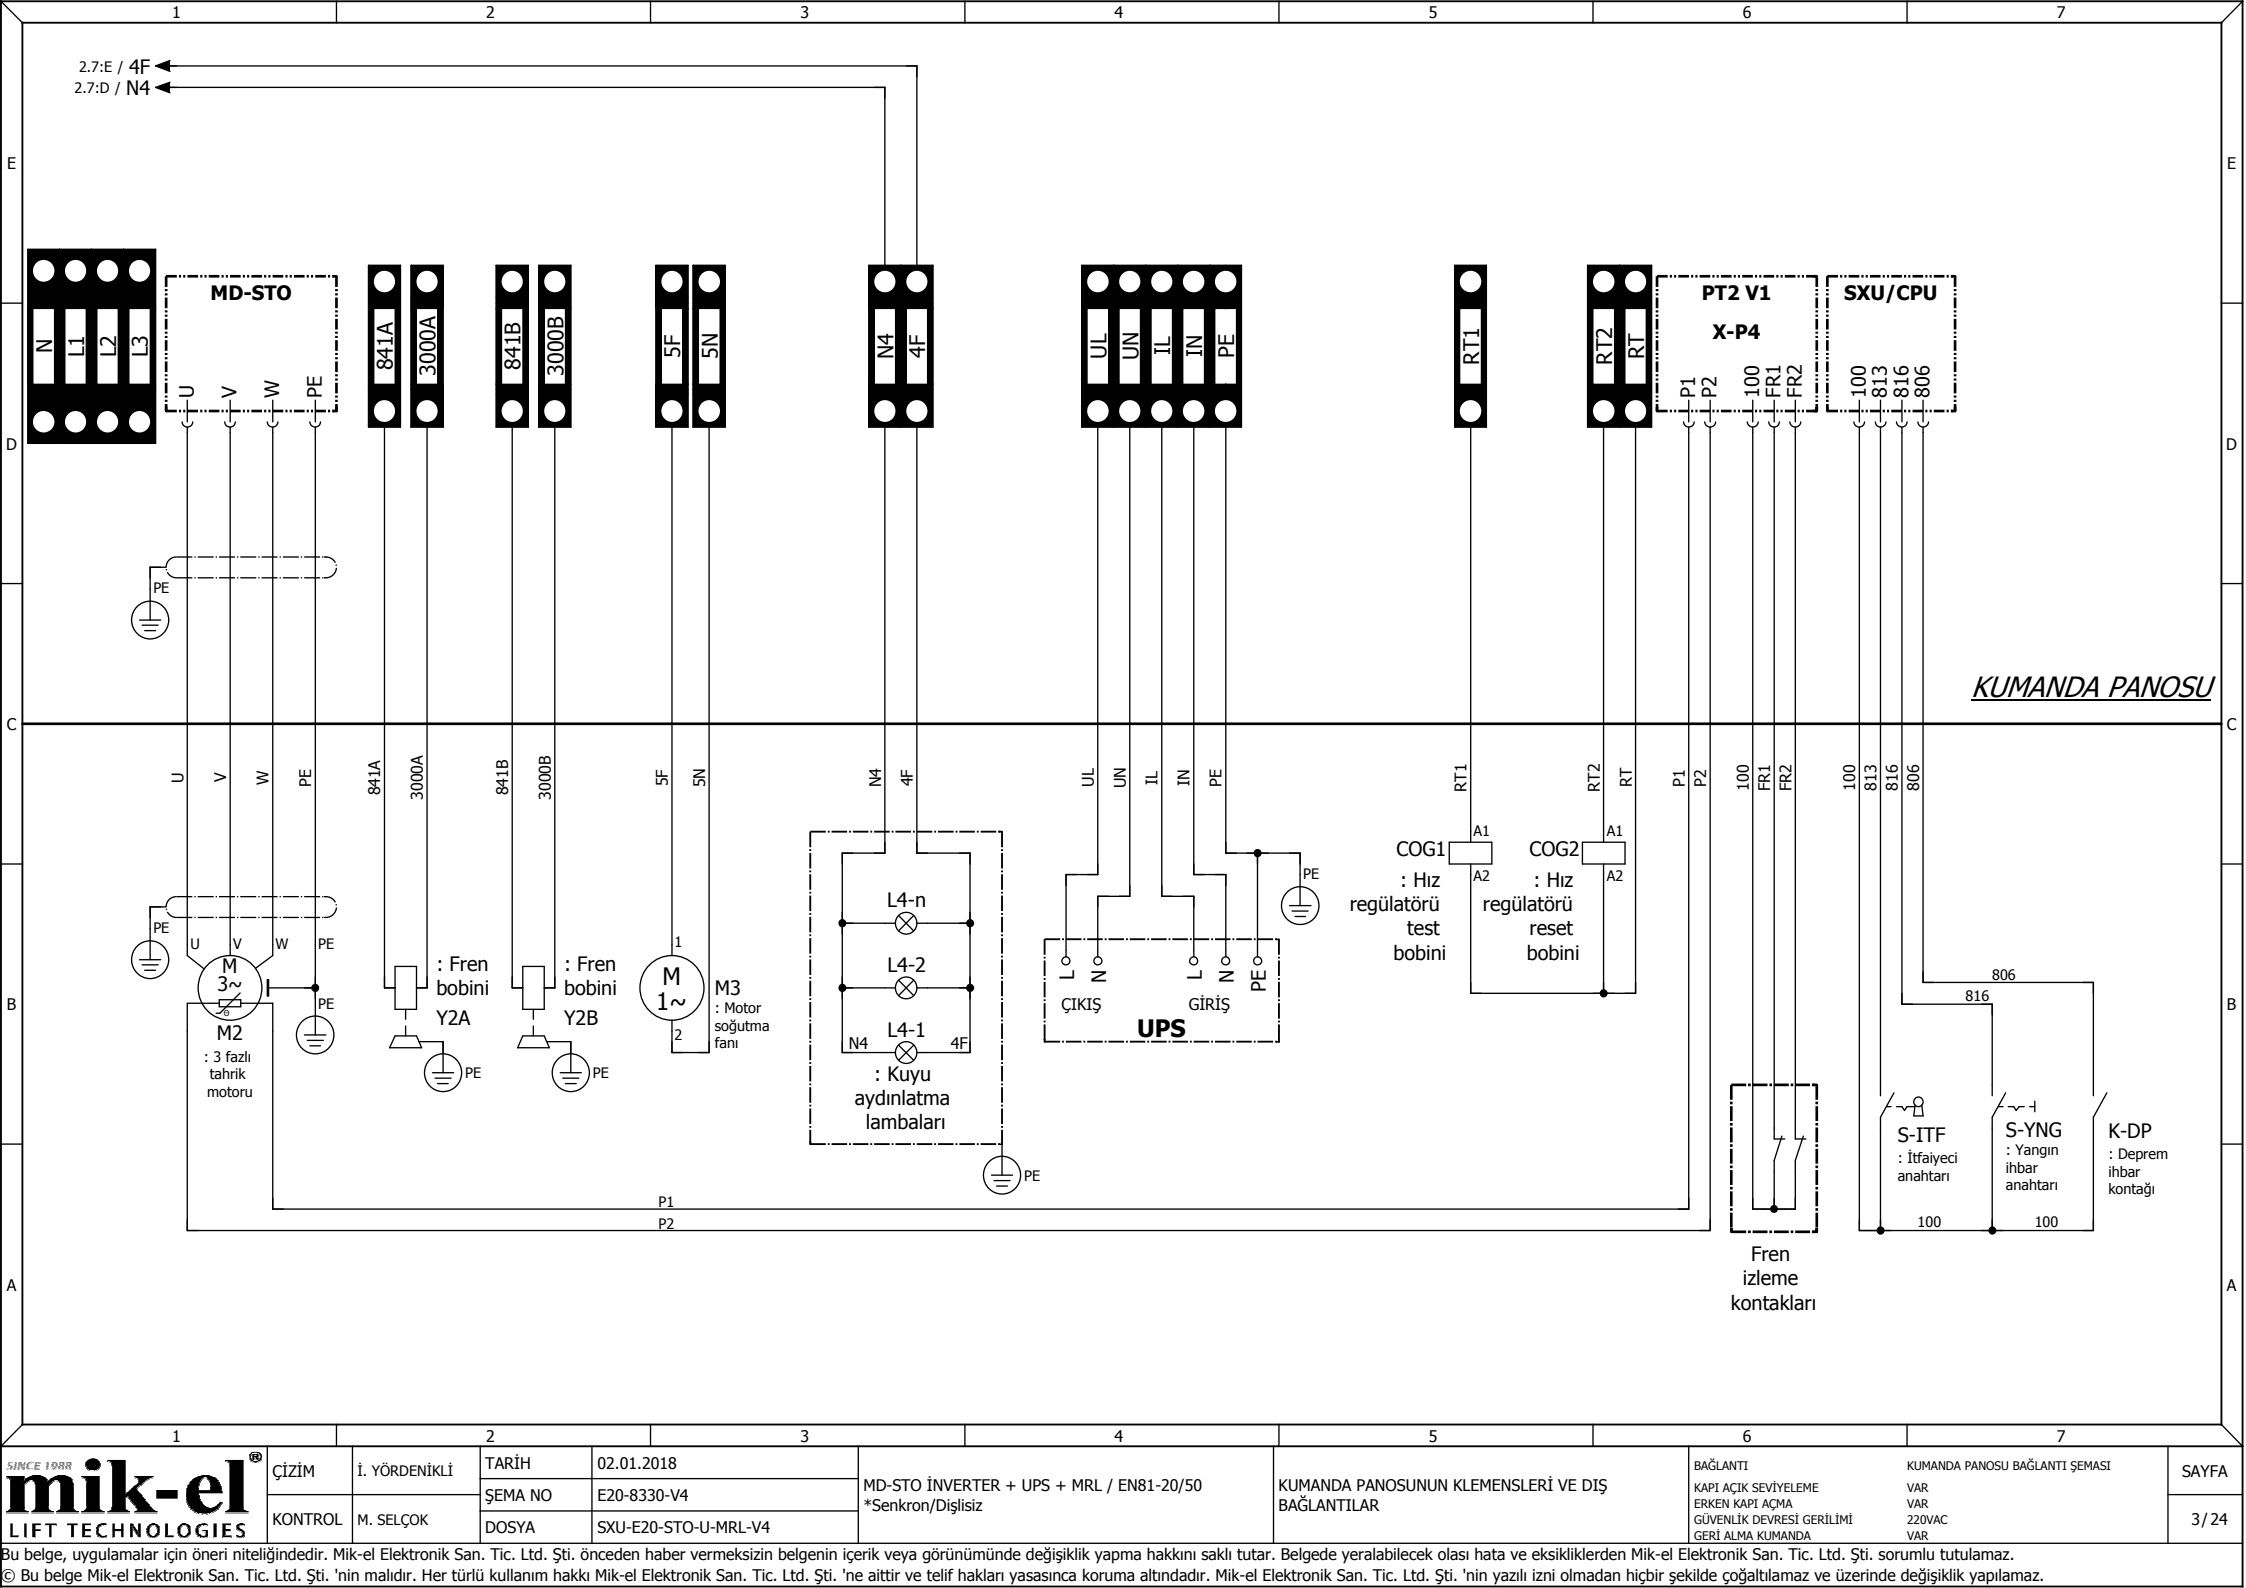 1 2 3 4 5 6 7
2.7:E / 4F
2.7:D / N4
E E
MD-STO
PT2 V1
SXU/CPU
X-P4
N L1 L2 L3
U V W PE
841A 3000A
841B 3000B
5F 5N
N4 4F
UL UN IL IN PE
RT1
RT2 RT
P1 P2 100 FR1 FR2
100 813 816 806
D D
PE
KUMANDA PANOSU
C C
U V W PE
841A 3000A
841B 3000B
5F 5N
N4 4F
UL UN IL IN PE
RT1
RT2 RT
P1 P2 100 FR1 FR2
100 813 816 806
COG1 A1 A2
: Hız
regülatörü
test
bobini
COG2 A1 A2
: Hız
regülatörü
reset
bobini
PE
PE
U V W PE
M
3~
PE
M2
: 3 fazlı
tahrik
motoru
: Fren
bobini
Y2A
PE
: Fren
bobini
Y2B
PE
1
M
1~
2
M3
: Motor
soğutma
fanı
L4-n
L4-2
L4-1
N4 4F
: Kuyu
aydınlatma
lambaları
PE
L N L N PE
ÇIKIŞ GİRİŞ
UPS
B B
806
816
S-ITF
: İtfaiyeci
anahtarı
S-YNG
: Yangın
ihbar
anahtarı
K-DP
: Deprem
ihbar
kontağı
P1
P2
100 100
Fren
izleme
kontakları
A A
1 2 3 4 5 6 7
SINCE 1988
mik-el®
LIFT TECHNOLOGIES
ÇİZİM İ. YÖRDENİKLİ
KONTROL M. SELÇOK
TARİH 02.01.2018
ŞEMA NO E20-8330-V4
DOSYA SXU-E20-STO-U-MRL-V4
MD-STO İNVERTER + UPS + MRL / EN81-20/50
*Senkron/Dişlisiz
KUMANDA PANOSUNUN KLEMENSLERİ VE DIŞ
BAĞLANTILAR
BAĞLANTI KUMANDA PANOSU BAĞLANTI ŞEMASI
KAPI AÇIK SEVİYELEME VAR
ERKEN KAPI AÇMA VAR
GÜVENLİK DEVRESİ GERİLİMİ 220VAC
GERİ ALMA KUMANDA VAR
SAYFA
3/24
Bu belge, uygulamalar için öneri niteliğindedir. Mik-el Elektronik San. Tic. Ltd. Şti. önceden haber vermeksizin belgenin içerik veya görünümünde değişiklik yapma hakkını saklı tutar. Belgede yeralabilecek olası hata ve eksikliklerden Mik-el Elektronik San. Tic. Ltd. Şti. sorumlu tutulamaz.
© Bu belge Mik-el Elektronik San. Tic. Ltd. Şti. 'nin malıdır. Her türlü kullanım hakkı Mik-el Elektronik San. Tic. Ltd. Şti. 'ne aittir ve telif hakları yasasınca koruma altındadır. Mik-el Elektronik San. Tic. Ltd. Şti. 'nin yazılı izni olmadan hiçbir şekilde çoğaltılamaz ve üzerinde değişiklik yapılamaz.